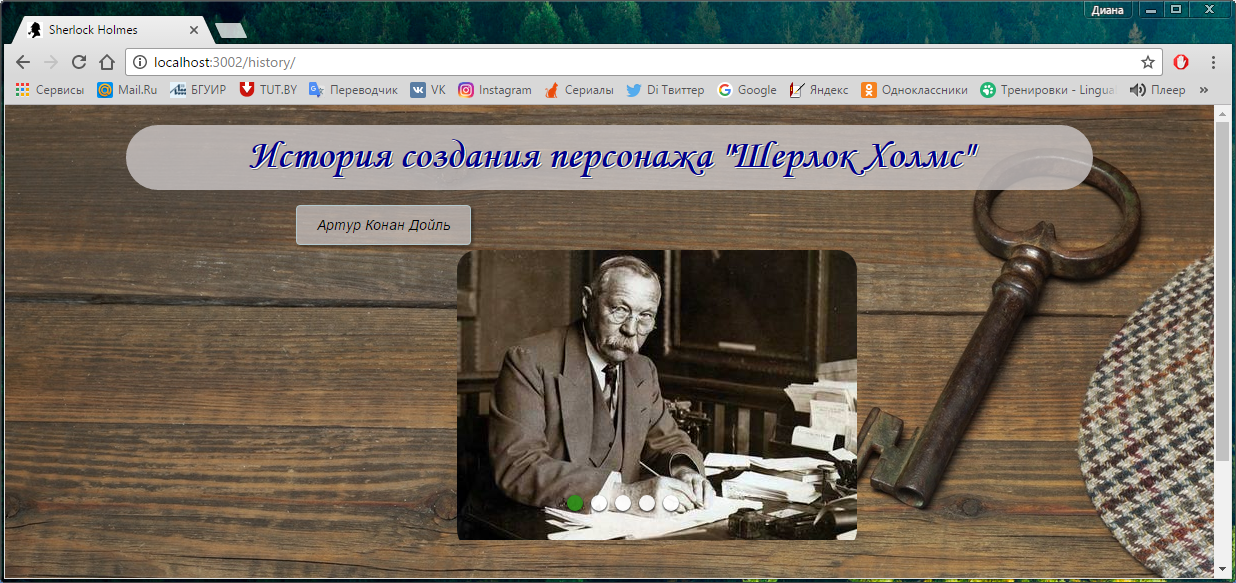 Диана
Sherlock Holmes
localhost:3002/history/
Сервисы Mail.Ru БГУИР TUT.BY Переводчик VK Instagram Сериалы Di Твиттер Google Яндекс Одноклассники Тренировки - Lingua Плеер »
История создания персонажа "Шерлок Холмс"
Артур Конан Дойль